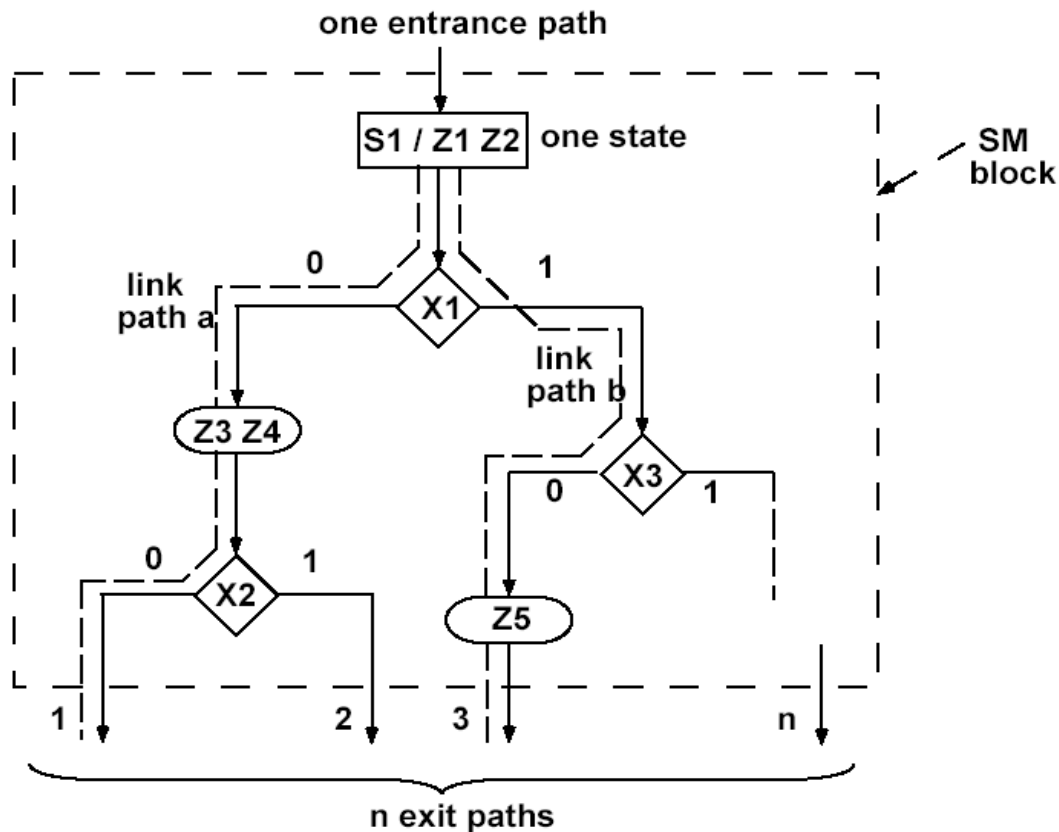 one entrance path
S1 / Z1 Z2
one state
SM
block
0
1
link
path a
X1
link
path b
Z3 Z4
X3
0
1
0
1
X2
Z5
1
2
3
n
n exit paths